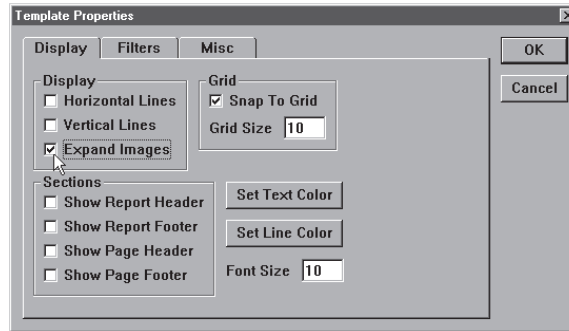 Template Properties
Display Filters Misc
OK
Cancel
Display
Horizontal Lines
Vertical Lines
Expand Images
Grid
Snap To Grid
Grid Size 10
Sections
Show Report Header
Show Report Footer
Show Page Header
Show Page Footer
Set Text Color
Set Line Color
Font Size 10